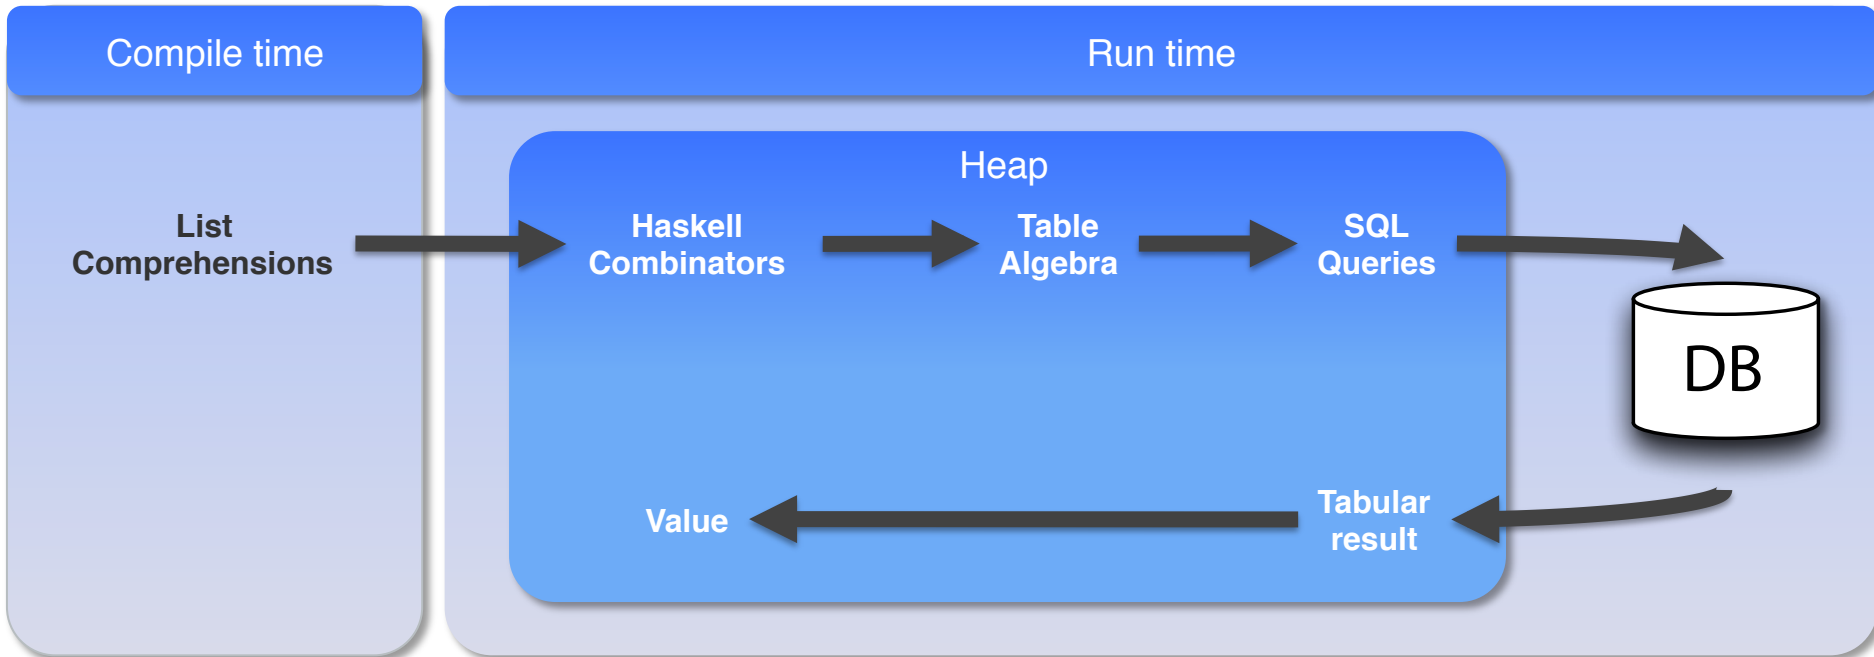 Compile time
Run time
Heap
List
Comprehensions
Haskell
Combinators
Table
Algebra
SQL
Queries
DB
Value
Tabular
result